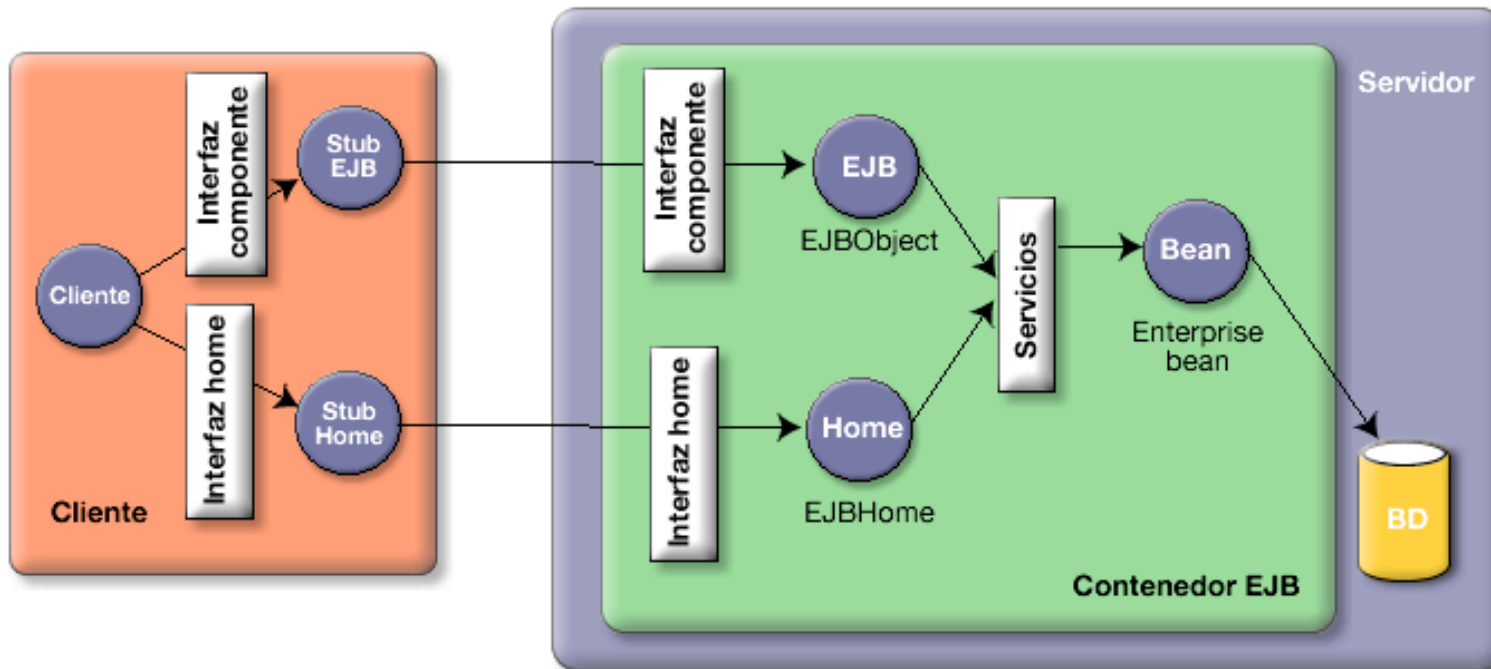 Cliente
Interfaz
componente
Interfaz home
Stub
EJB
Stub
Home
Cliente
Interfaz
componente
Interfaz home
EJB
EJBObject
Home
EJBHome
Servicios
Bean
Enterprise
bean
Contenedor EJB
Servidor
BD